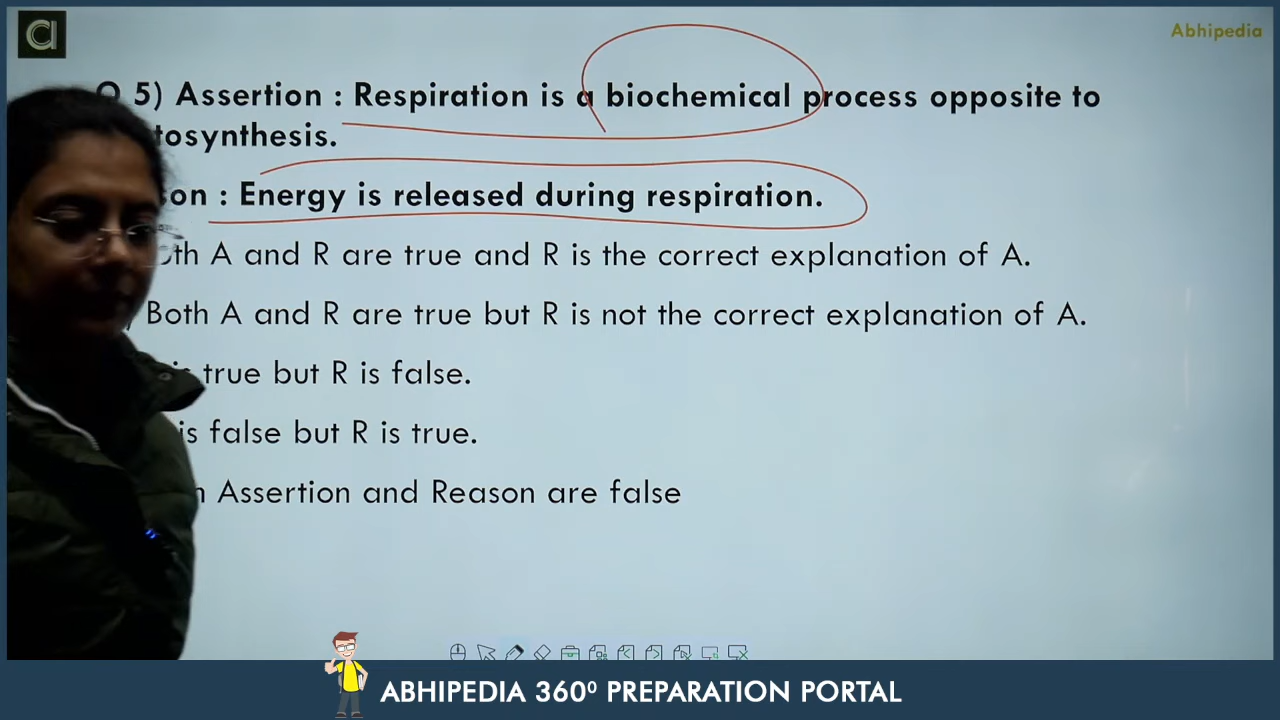 Abhipedia
5) Assertion : Respiration is a biochemical process opposite to
tosynthesis.
son : Energy is released during respiration.
th A and R are true and R is the correct explanation of A.
Both A and R are true but R is not the correct explanation of A.
is true but R is false.
is false but R is true.
Assertion and Reason are false
ABHIPEDIA 360⁰ PREPARATION PORTAL